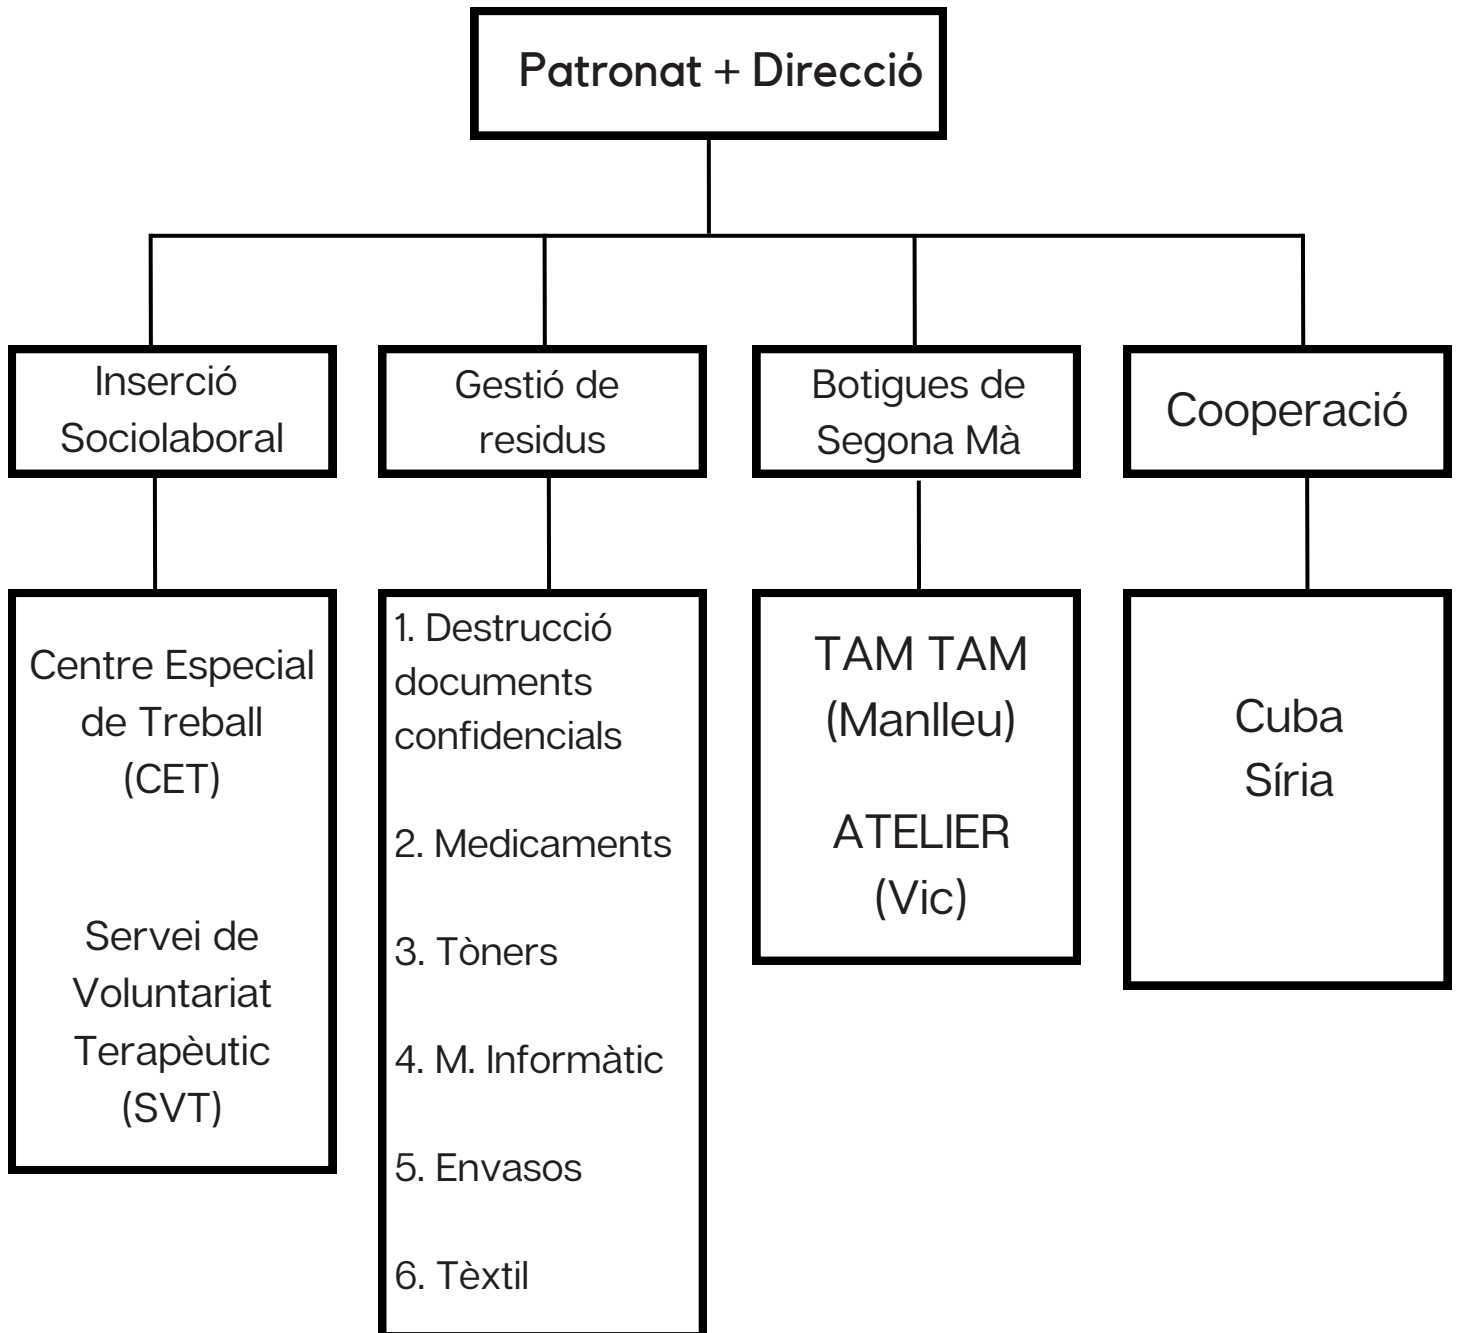 Patronat + Direcció
Inserció
Sociolaboral
Gestió de
residus
Botigues de
Segona Mà
Cooperació
Centre Especial
de Treball
(CET)
Servei de
Voluntariat
Terapèutic
(SVT)
1. Destrucció
documents
confidencials
2. Medicaments
3. Tòners
4. M. Informàtic
5. Envasos
6. Tèxtil
TAM TAM
(Manlleu)
ATELIER
(Vic)
Cuba
Síria